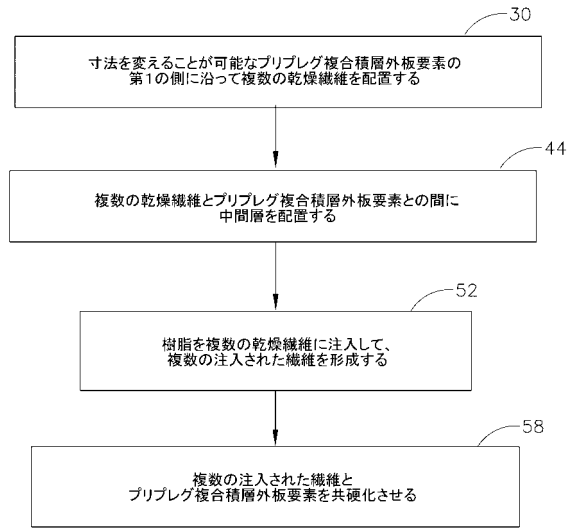 30
寸法を変えることが可能なプリプレグ複合積層外板要素の
第1の側に沿って複数の乾燥繊維を配置する
44
複数の乾燥繊維とプリプレグ複合積層外板要素との間に
中間層を配置する
52
樹脂を複数の乾燥繊維に注入して、
複数の注入された繊維を形成する
58
複数の注入された繊維と
プリプレグ複合積層外板要素を共硬化させる